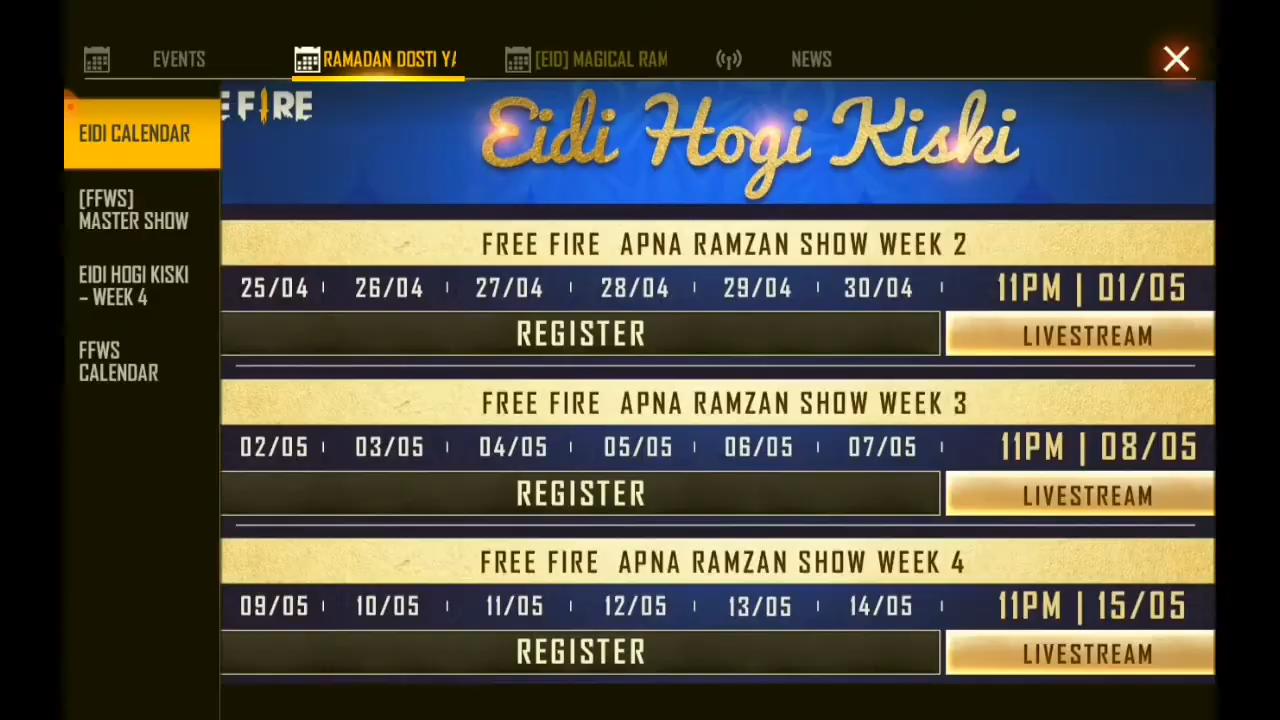 EVENTS
RAMADAN DOSTI YA
[EID] MAGICAL RAM
NEWS
EIDI CALENDAR
[FFWS]
MASTER SHOW
EIDI HOGI KISKI
- WEEK 4
FFWS
CALENDAR
E FIRE
Eidi Hogi Kiski
FREE FIRE APNA RAMZAN SHOW WEEK 2
25/04 26/04 27/04 28/04 29/04 30/04 11PM | 01/05
REGISTER LIVESTREAM
FREE FIRE APNA RAMZAN SHOW WEEK 3
02/05 03/05 04/05 05/05 06/05 07/05 11PM | 08/05
REGISTER LIVESTREAM
FREE FIRE APNA RAMZAN SHOW WEEK 4
09/05 10/05 11/05 12/05 13/05 14/05 11PM | 15/05
REGISTER LIVESTREAM